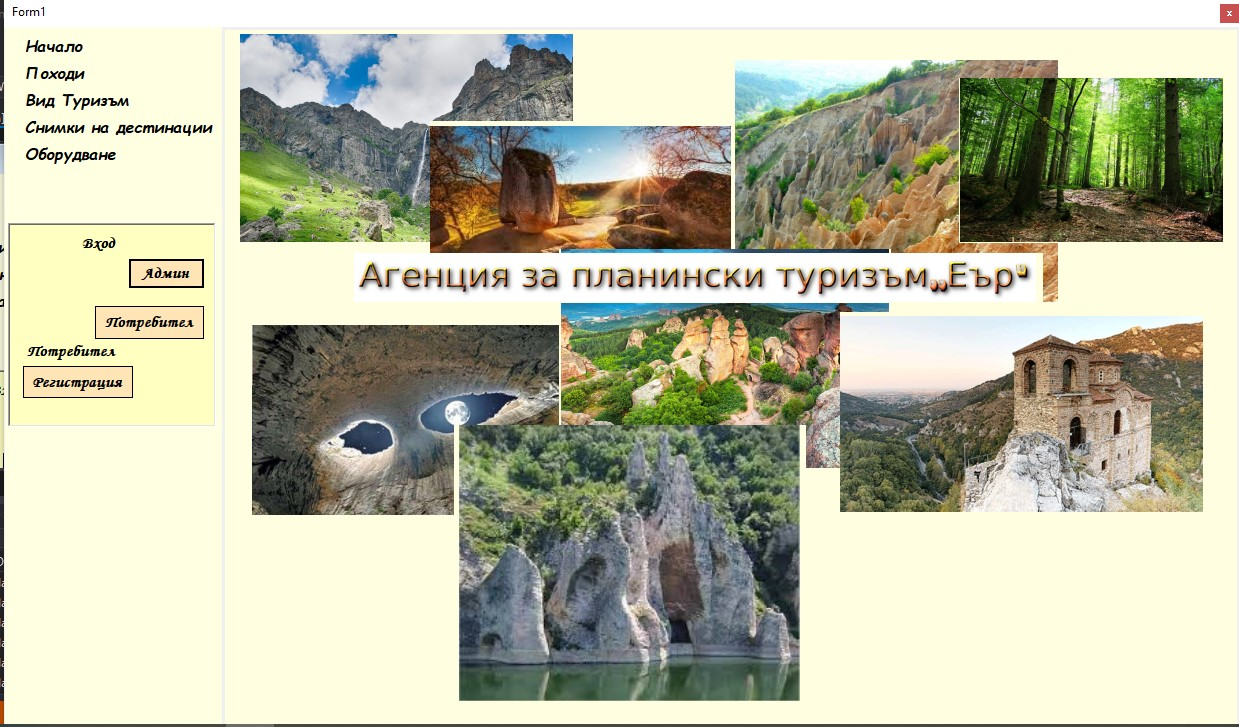 Form1
x
Начало
Походи
Вид Туризъм
Снимки на дестинации
Оборудване
Вход
Админ
Потребител
Потребител
Регистрация
Агенция за планински туризъм„Еър"